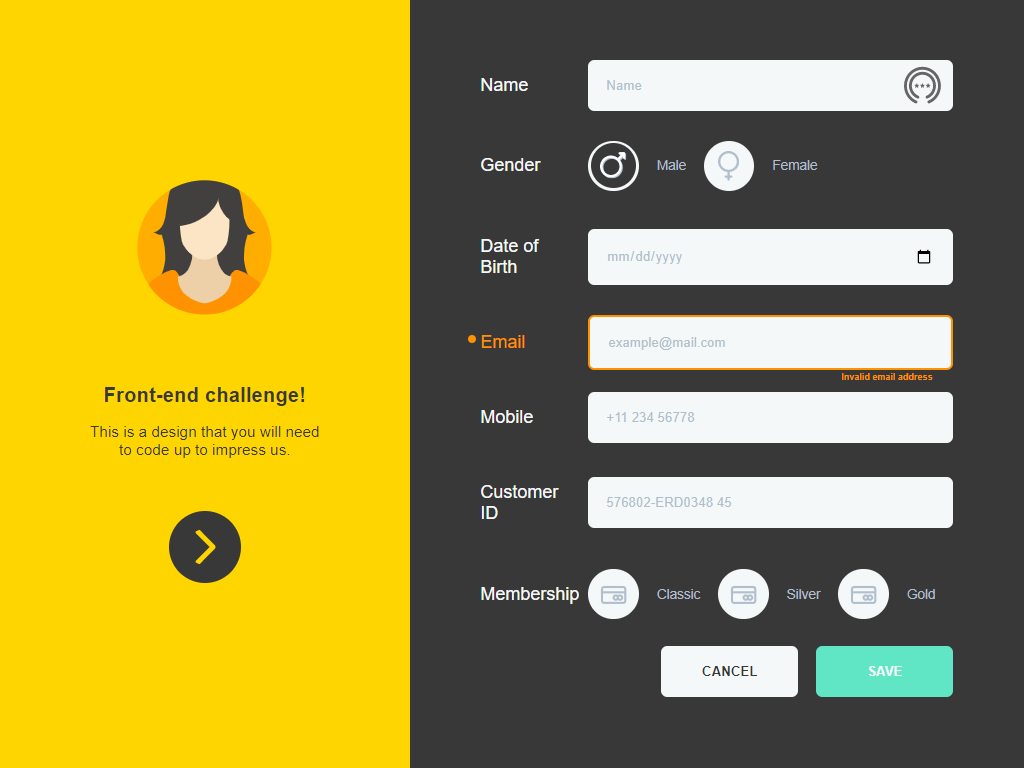 Front-end challenge!
This is a design that you will need
to code up to impress us.
Name
Name
Gender
Male
Female
Date of
Birth
mm/dd/yyyy
Email
example@mail.com
Invalid email address
Mobile
+11 234 56778
Customer
ID
576802-ERD0348 45
Membership
Classic
Silver
Gold
CANCEL
SAVE